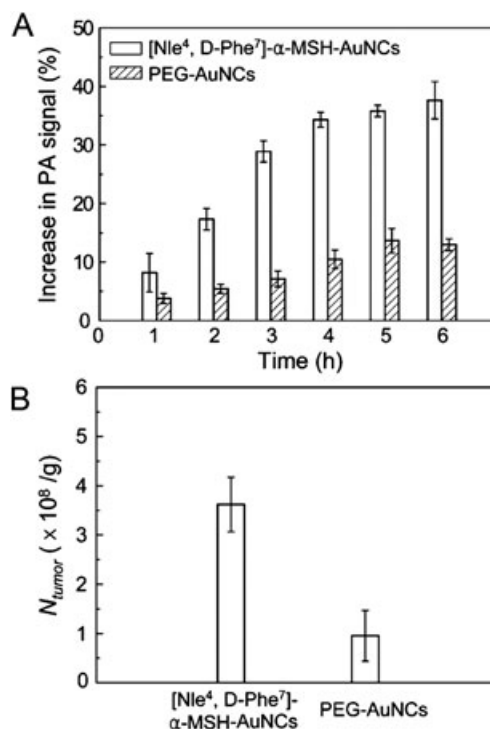 A
[Nle⁴, D-Phe⁷]-α-MSH-AuNCs
PEG-AuNCs
Increase in PA signal (%)
50
40
30
20
10
0
0 1 2 3 4 5 6
Time (h)
B
N_tumor ( x 10⁸ /g)
6
5
4
3
2
1
0
[Nle⁴, D-Phe⁷]-
α-MSH-AuNCs
PEG-AuNCs